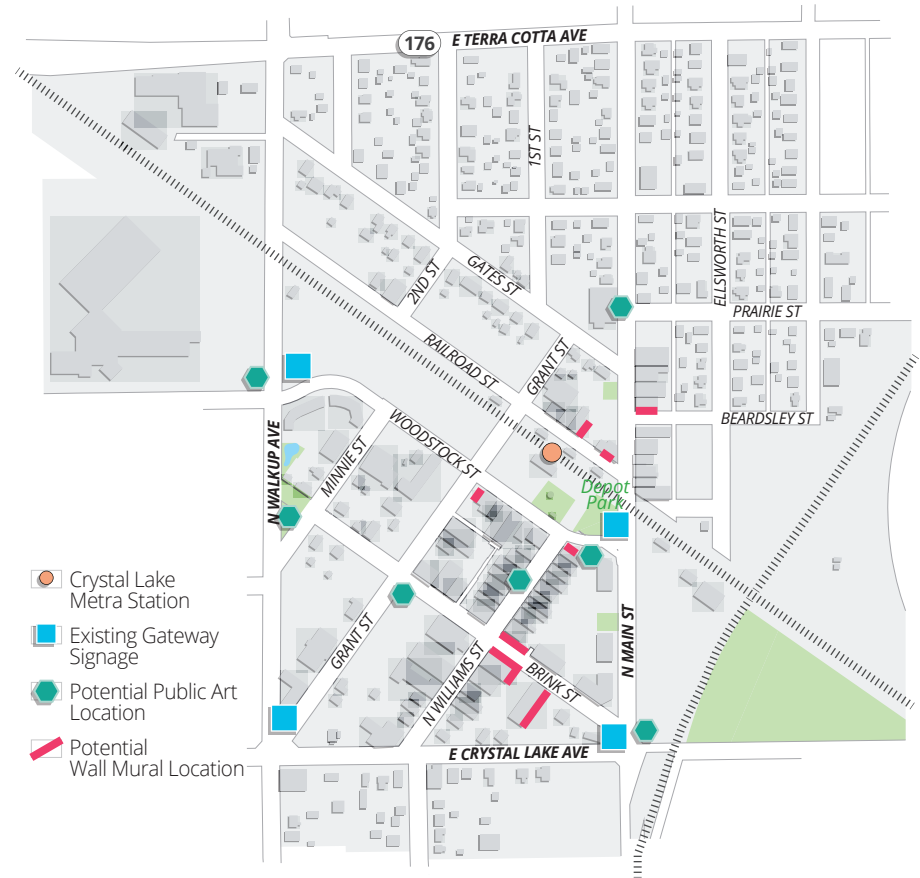 E TERRA COTTA AVE
176
1ST ST
ELLSWORTH ST
GATES ST
2ND ST
PRAIRIE ST
RAILROAD ST
GRANT ST
BEARDSLEY ST
WOODSTOCK ST
N WALKUP AVE
MINNIE ST
Depot
Park
GRANT ST
N WILLIAMS ST
BRINK ST
N MAIN ST
E CRYSTAL LAKE AVE
Crystal Lake
Metra Station
Existing Gateway
Signage
Potential Public Art
Location
Potential
Wall Mural Location